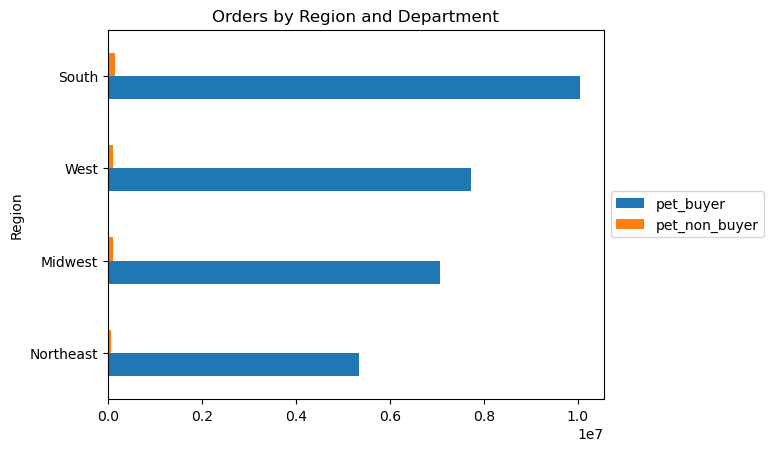 Orders by Region and Department
Region
South
West
Midwest
Northeast
0.0 0.2 0.4 0.6 0.8 1.0
1e7
pet_buyer
pet_non_buyer